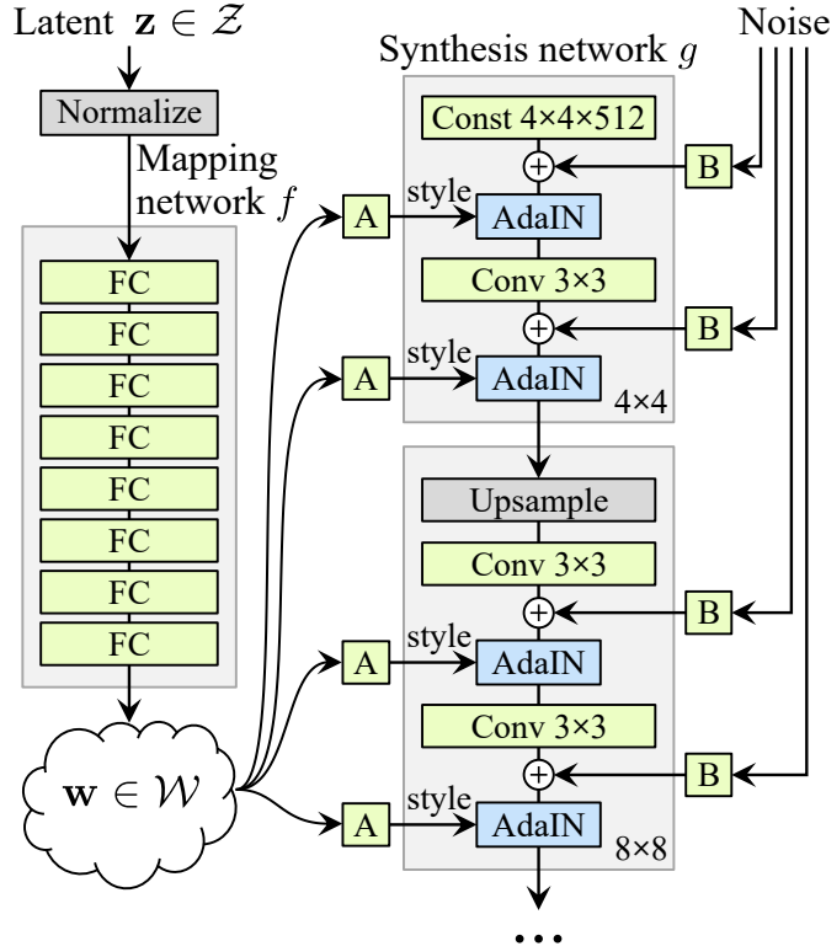 Latent z ∈ 𝒵
Normalize
Mapping
network f
FC
FC
FC
FC
FC
FC
FC
FC
w ∈ 𝒲
Synthesis network g
Noise
Const 4×4×512
+
B
A
style
AdaIN
Conv 3×3
+
B
A
style
AdaIN
4×4
Upsample
Conv 3×3
+
B
A
style
AdaIN
Conv 3×3
+
B
A
style
AdaIN
8×8
...